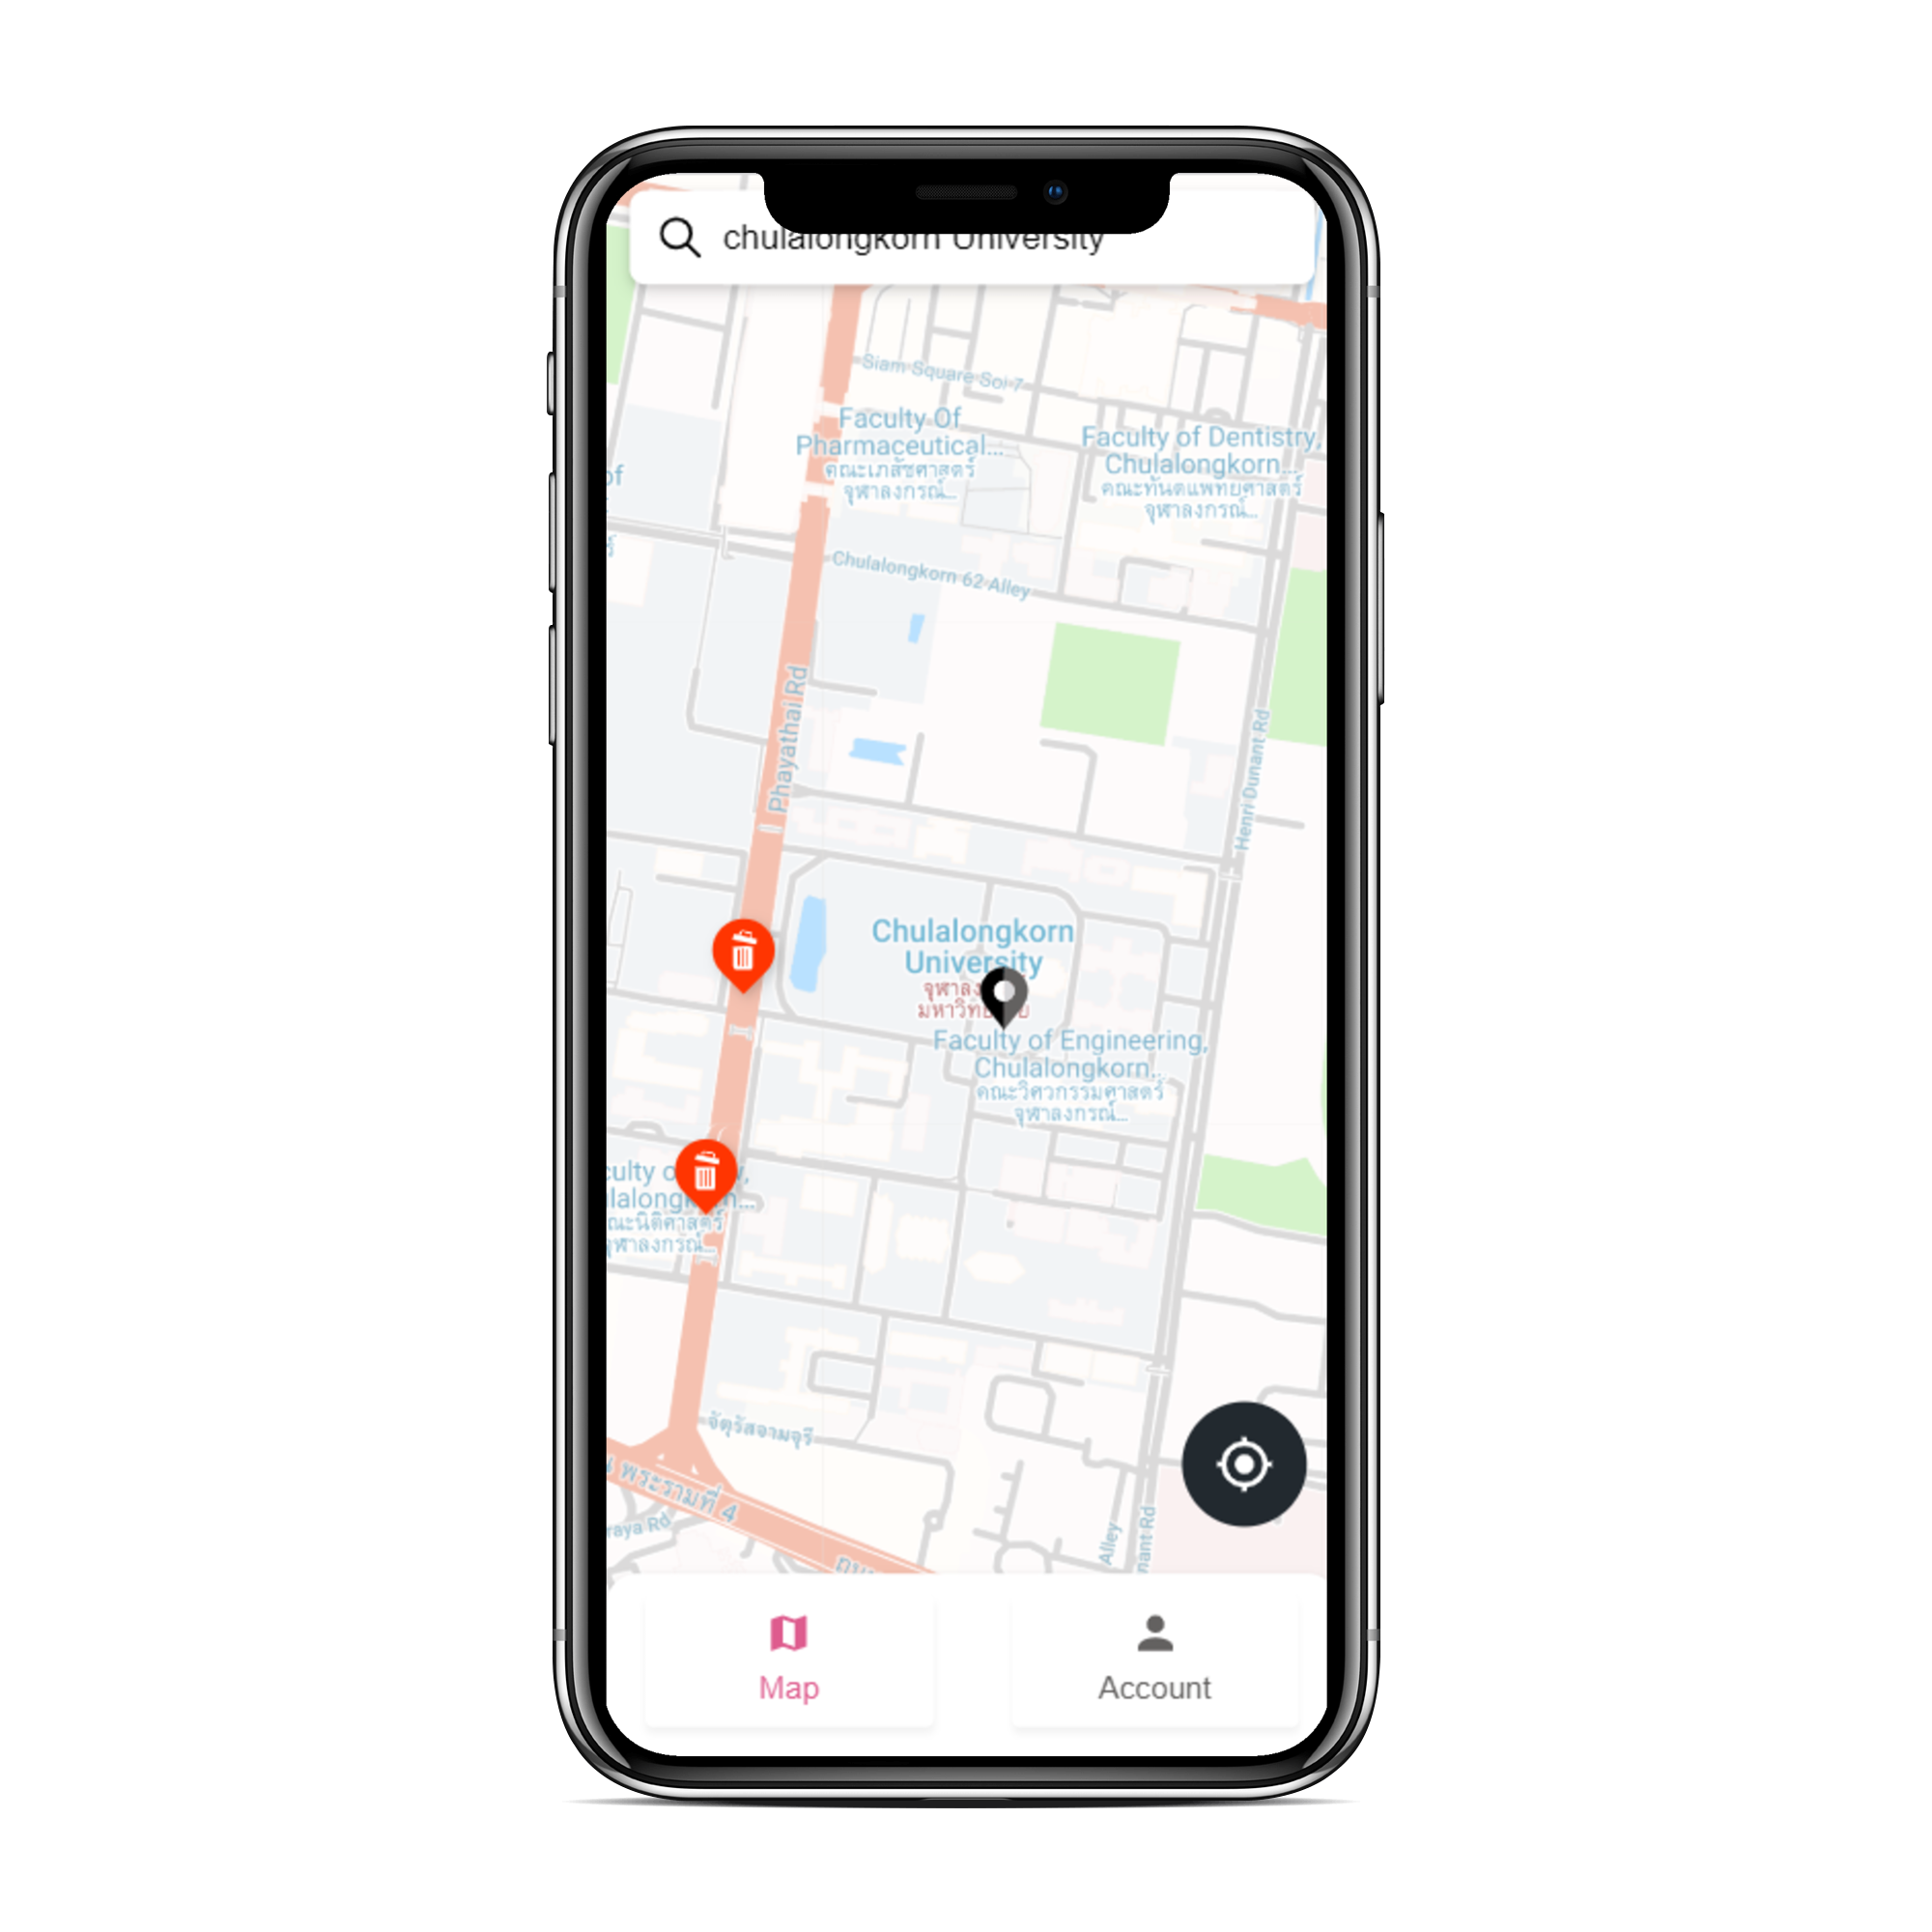 chulalongkorn University
Siam Square Soi 7
Faculty Of
Pharmaceutical...
คณะเภสัชศาสตร์
จุฬาลงกรณ์...
Faculty of Dentistry,
Chulalongkorn...
คณะทันตแพทยศาสตร์
จุฬาลงกรณ์...
of
Chulalongkorn 62 Alley
Phayathai Rd
Henri Dunant Rd
Chulalongkorn
University
จุฬาลง
มหาวิท
Faculty of Engineering,
Chulalongkorn...
คณะวิศวกรรมศาสตร์
จุฬาลงกรณ์...
culty o
lalongk n...
ณะนิติศาสตร์
จุฬาลงกรณ์...
จัตุรัสจามจุรี
น พระรามที่ 4
raya Rd
Alley
nant Rd
ถน
Map
Account